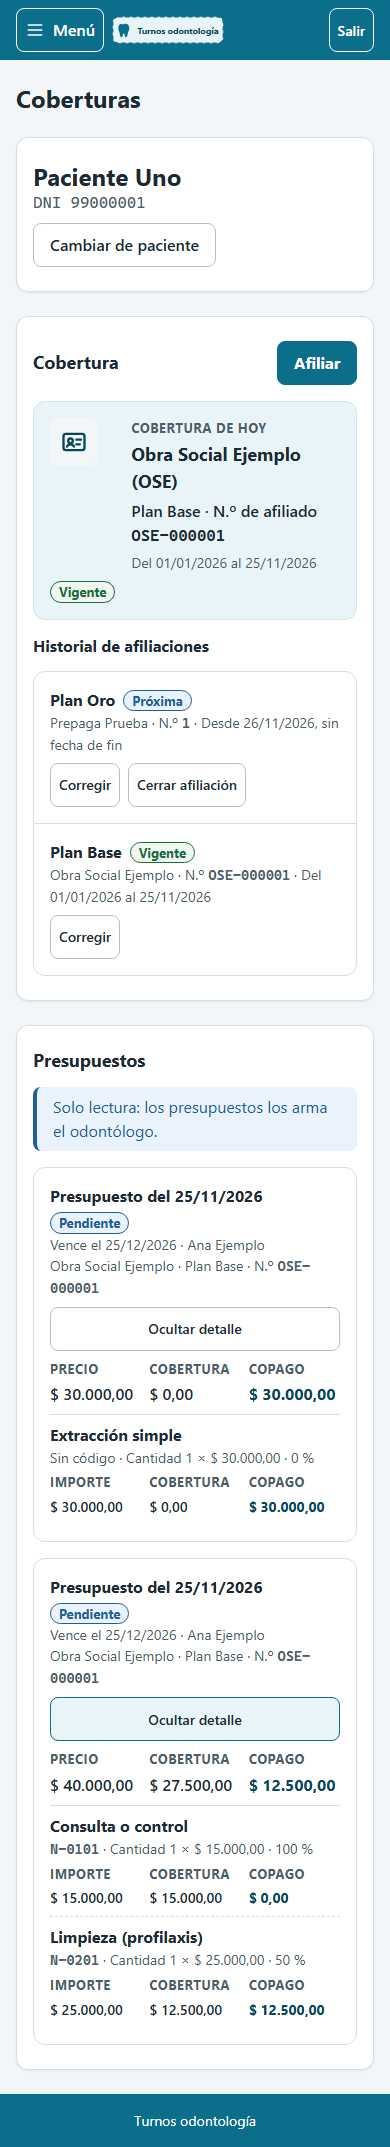 Menú
Turnos odontología
Salir
Coberturas
Paciente Uno
DNI 99000001
Cambiar de paciente
Cobertura
Afiliar
COBERTURA DE HOY
Obra Social Ejemplo
(OSE)
Plan Base · N.º de afiliado
OSE-000001
Del 01/01/2026 al 25/11/2026
Vigente
Historial de afiliaciones
Plan Oro Próxima
Prepaga Prueba · N.º 1 · Desde 26/11/2026, sin
fecha de fin
Corregir Cerrar afiliación
Plan Base Vigente
Obra Social Ejemplo · N.º OSE-000001 · Del
01/01/2026 al 25/11/2026
Corregir
Presupuestos
Solo lectura: los presupuestos los arma
el odontólogo.
Presupuesto del 25/11/2026
Pendiente
Vence el 25/12/2026 · Ana Ejemplo
Obra Social Ejemplo · Plan Base · N.º OSE-
000001
Ocultar detalle
PRECIO COBERTURA COPAGO
$ 30.000,00 $ 0,00 $ 30.000,00
Extracción simple
Sin código · Cantidad 1 × $ 30.000,00 · 0 %
IMPORTE COBERTURA COPAGO
$ 30.000,00 $ 0,00 $ 30.000,00
Presupuesto del 25/11/2026
Pendiente
Vence el 25/12/2026 · Ana Ejemplo
Obra Social Ejemplo · Plan Base · N.º OSE-
000001
Ocultar detalle
PRECIO COBERTURA COPAGO
$ 40.000,00 $ 27.500,00 $ 12.500,00
Consulta o control
N-0101 · Cantidad 1 × $ 15.000,00 · 100 %
IMPORTE COBERTURA COPAGO
$ 15.000,00 $ 15.000,00 $ 0,00
Limpieza (profilaxis)
N-0201 · Cantidad 1 × $ 25.000,00 · 50 %
IMPORTE COBERTURA COPAGO
$ 25.000,00 $ 12.500,00 $ 12.500,00
Turnos odontología